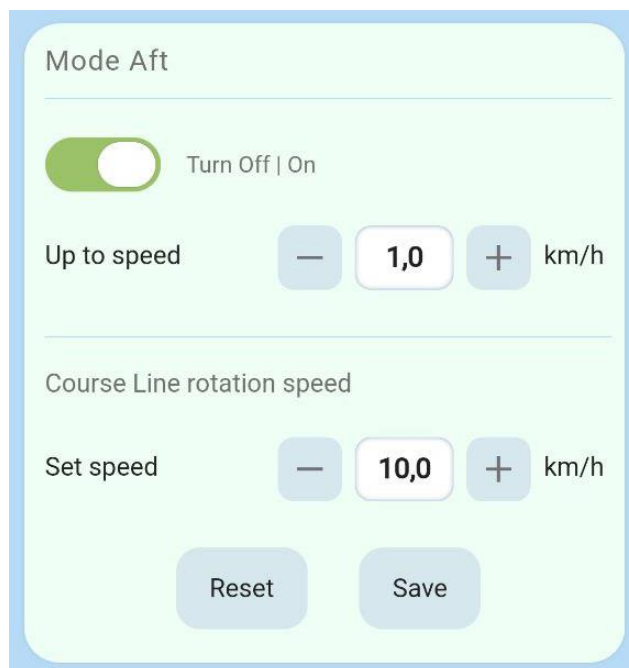 Mode Aft
Turn Off | On
Up to speed − 1,0 + km/h
Course Line rotation speed
Set speed − 10,0 + km/h
Reset Save